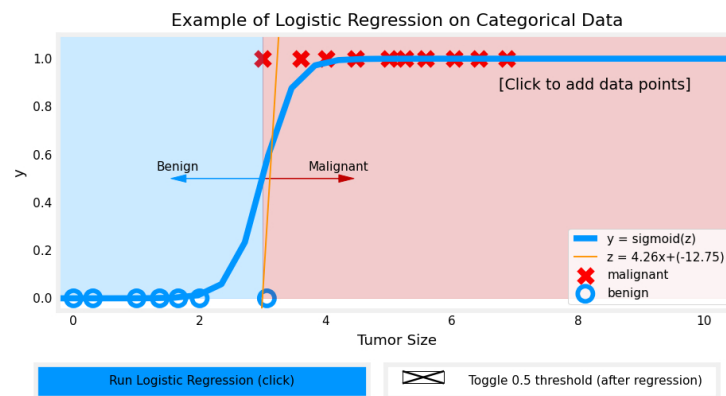 Example of Logistic Regression on Categorical Data
1.0
0.8
0.6
0.4
0.2
0.0
y
[Click to add data points]
Benign
Malignant
y = sigmoid(z)
z = 4.26x+(-12.75)
malignant
benign
0 2 4 6 8 10
Tumor Size
Run Logistic Regression (click)
Toggle 0.5 threshold (after regression)